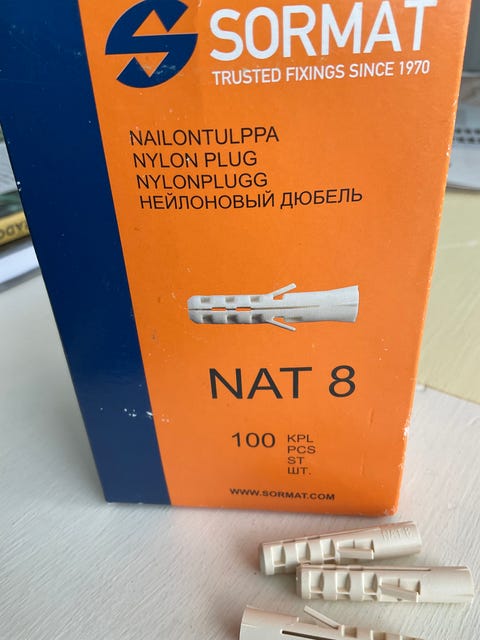 SORMAT
TRUSTED FIXINGS SINCE 1970
NAILONTULPPA
NYLON PLUG
NYLONPLUGG
НЕЙЛОНОВЫЙ ДЮБЕЛЬ
NAT 8
100 KPL
PCS
ST
ШТ.
WWW.SORMAT.COM